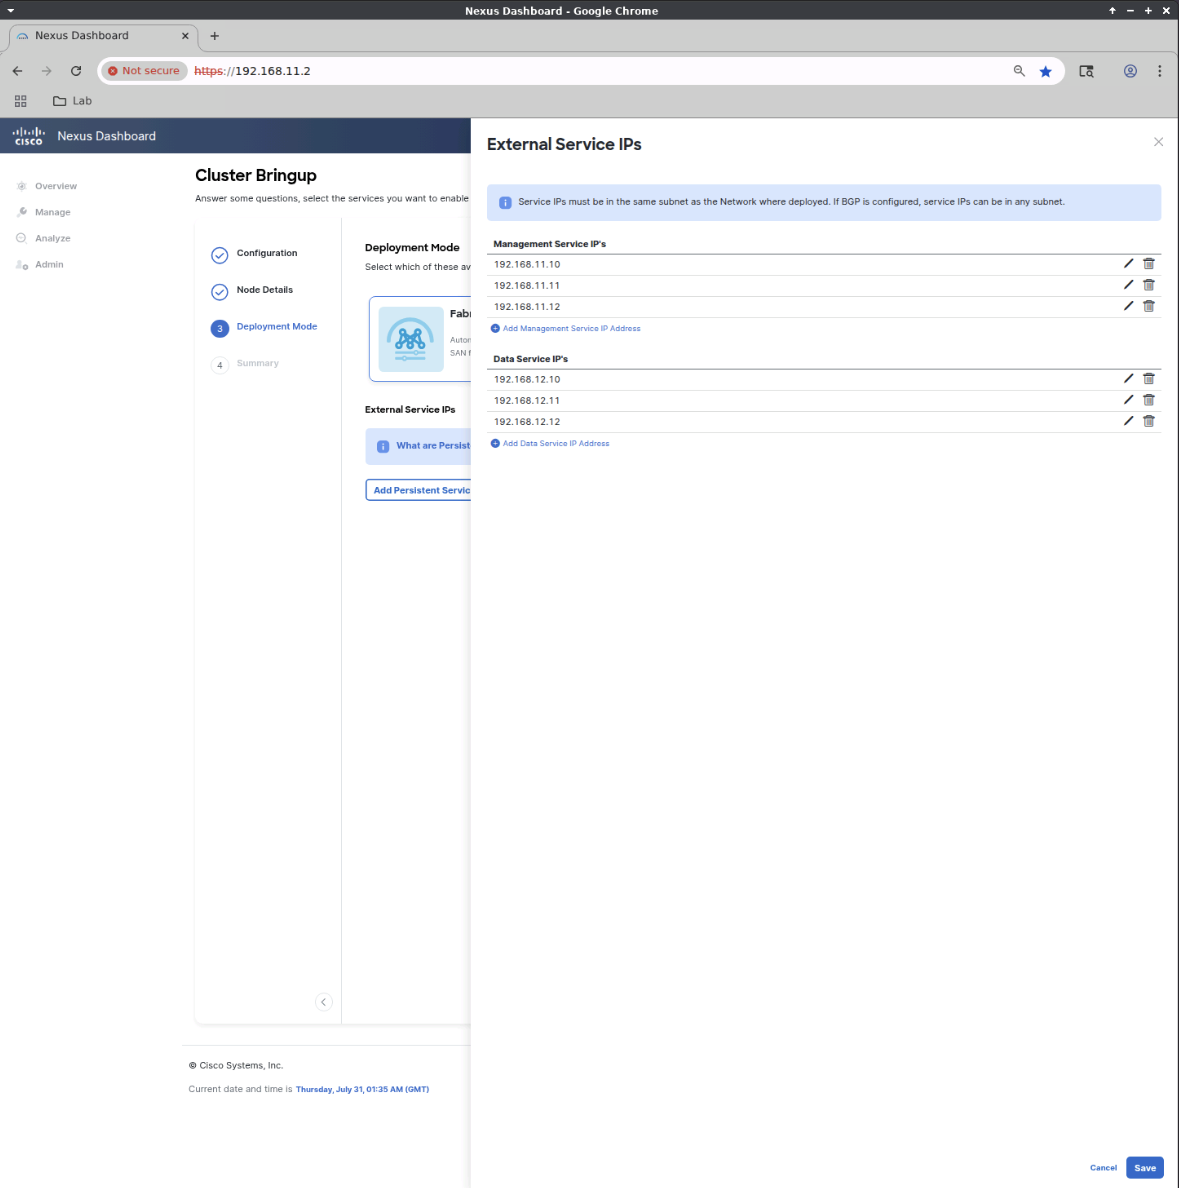 Nexus Dashboard - Google Chrome
Nexus Dashboard
Not secure https://192.168.11.2
Lab
CISCO Nexus Dashboard
Overview
Manage
Analyze
Admin
Cluster Bringup
Answer some questions, select the services you want to enable
Configuration
Node Details
3 Deployment Mode
4 Summary
Deployment Mode
Select which of these av
Fabr
Auton
SAN f
External Service IPs
What are Persist
Add Persistent Servic
© Cisco Systems, Inc.
Current date and time is Thursday, July 31, 01:35 AM (GMT)
External Service IPs
Service IPs must be in the same subnet as the Network where deployed. If BGP is configured, service IPs can be in any subnet.
Management Service IP's
192.168.11.10
192.168.11.11
192.168.11.12
Add Management Service IP Address
Data Service IP's
192.168.12.10
192.168.12.11
192.168.12.12
Add Data Service IP Address
Cancel Save